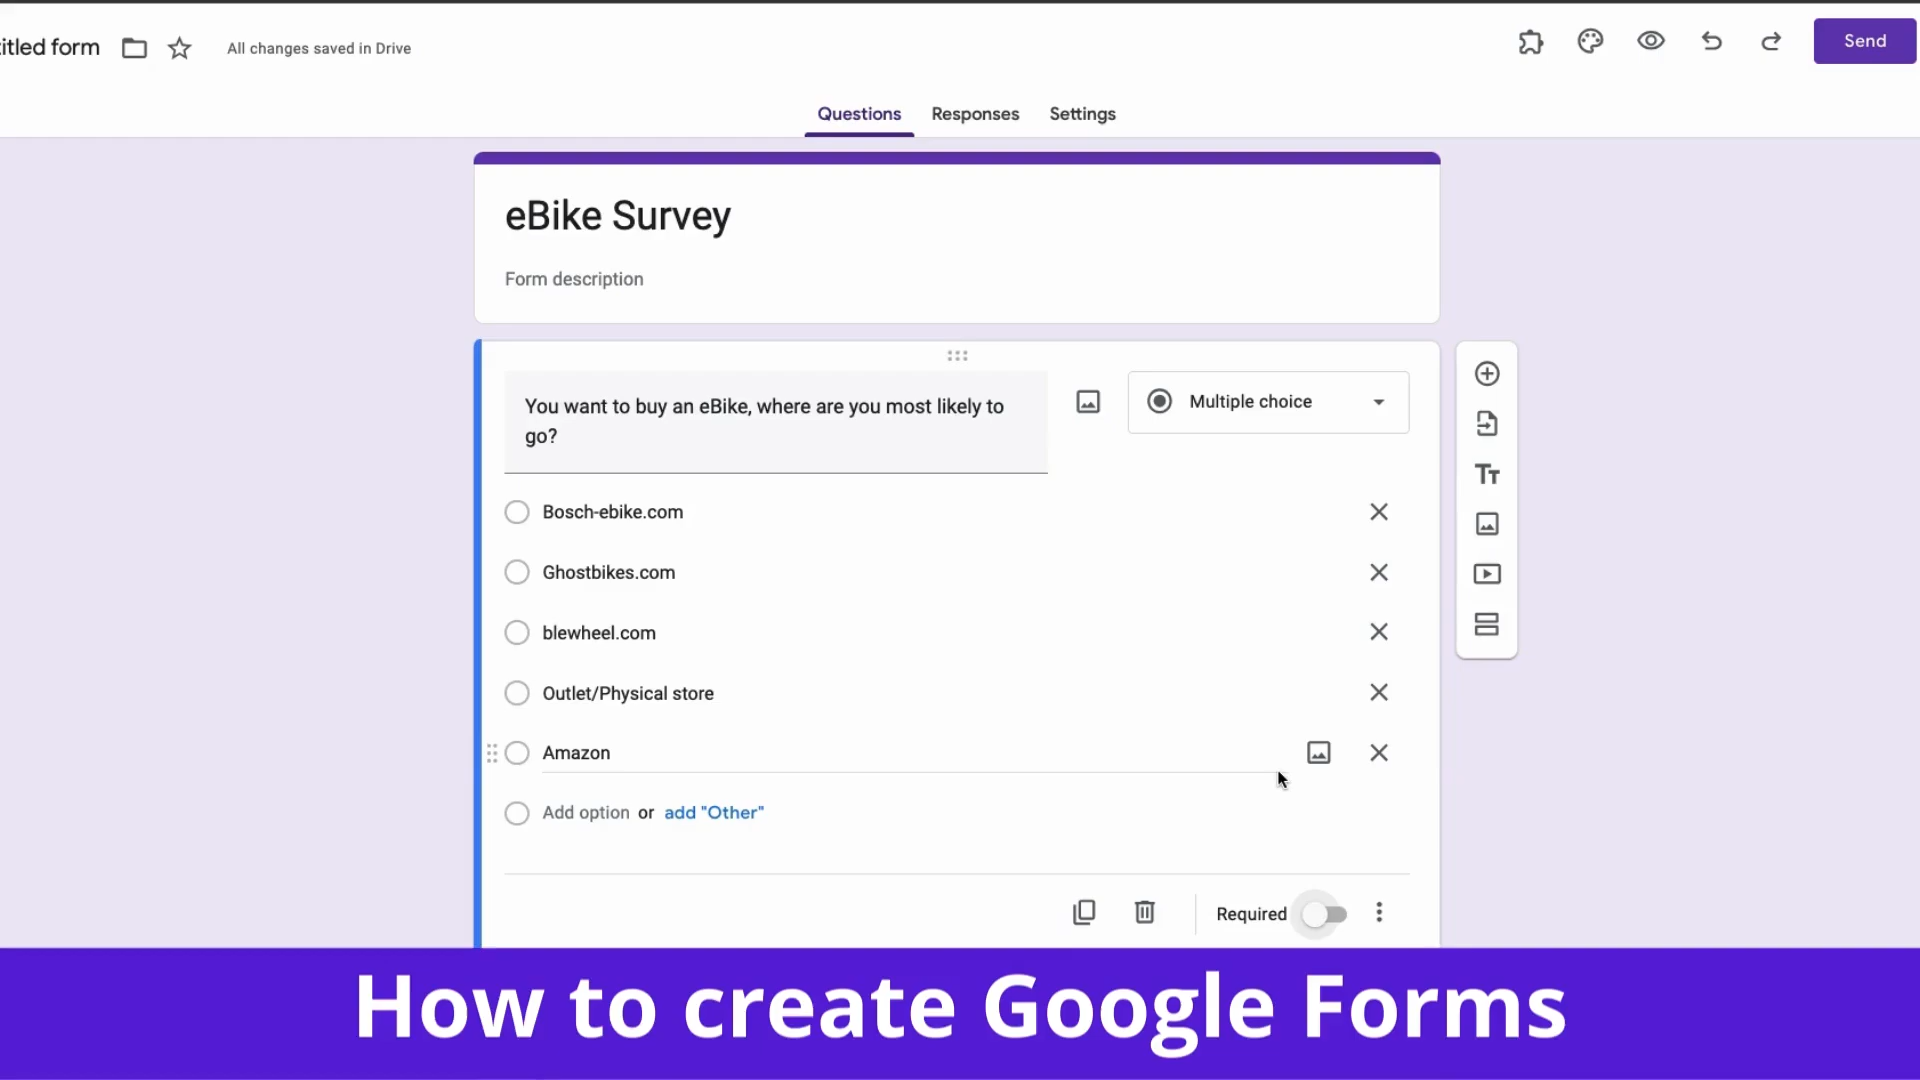 itled form
All changes saved in Drive
Send
Questions Responses Settings
eBike Survey
Form description
You want to buy an eBike, where are you most likely to
go?
Multiple choice
Bosch-ebike.com
Ghostbikes.com
blewheel.com
Outlet/Physical store
Amazon
Add option or add "Other"
Required
Tт
How to create Google Forms